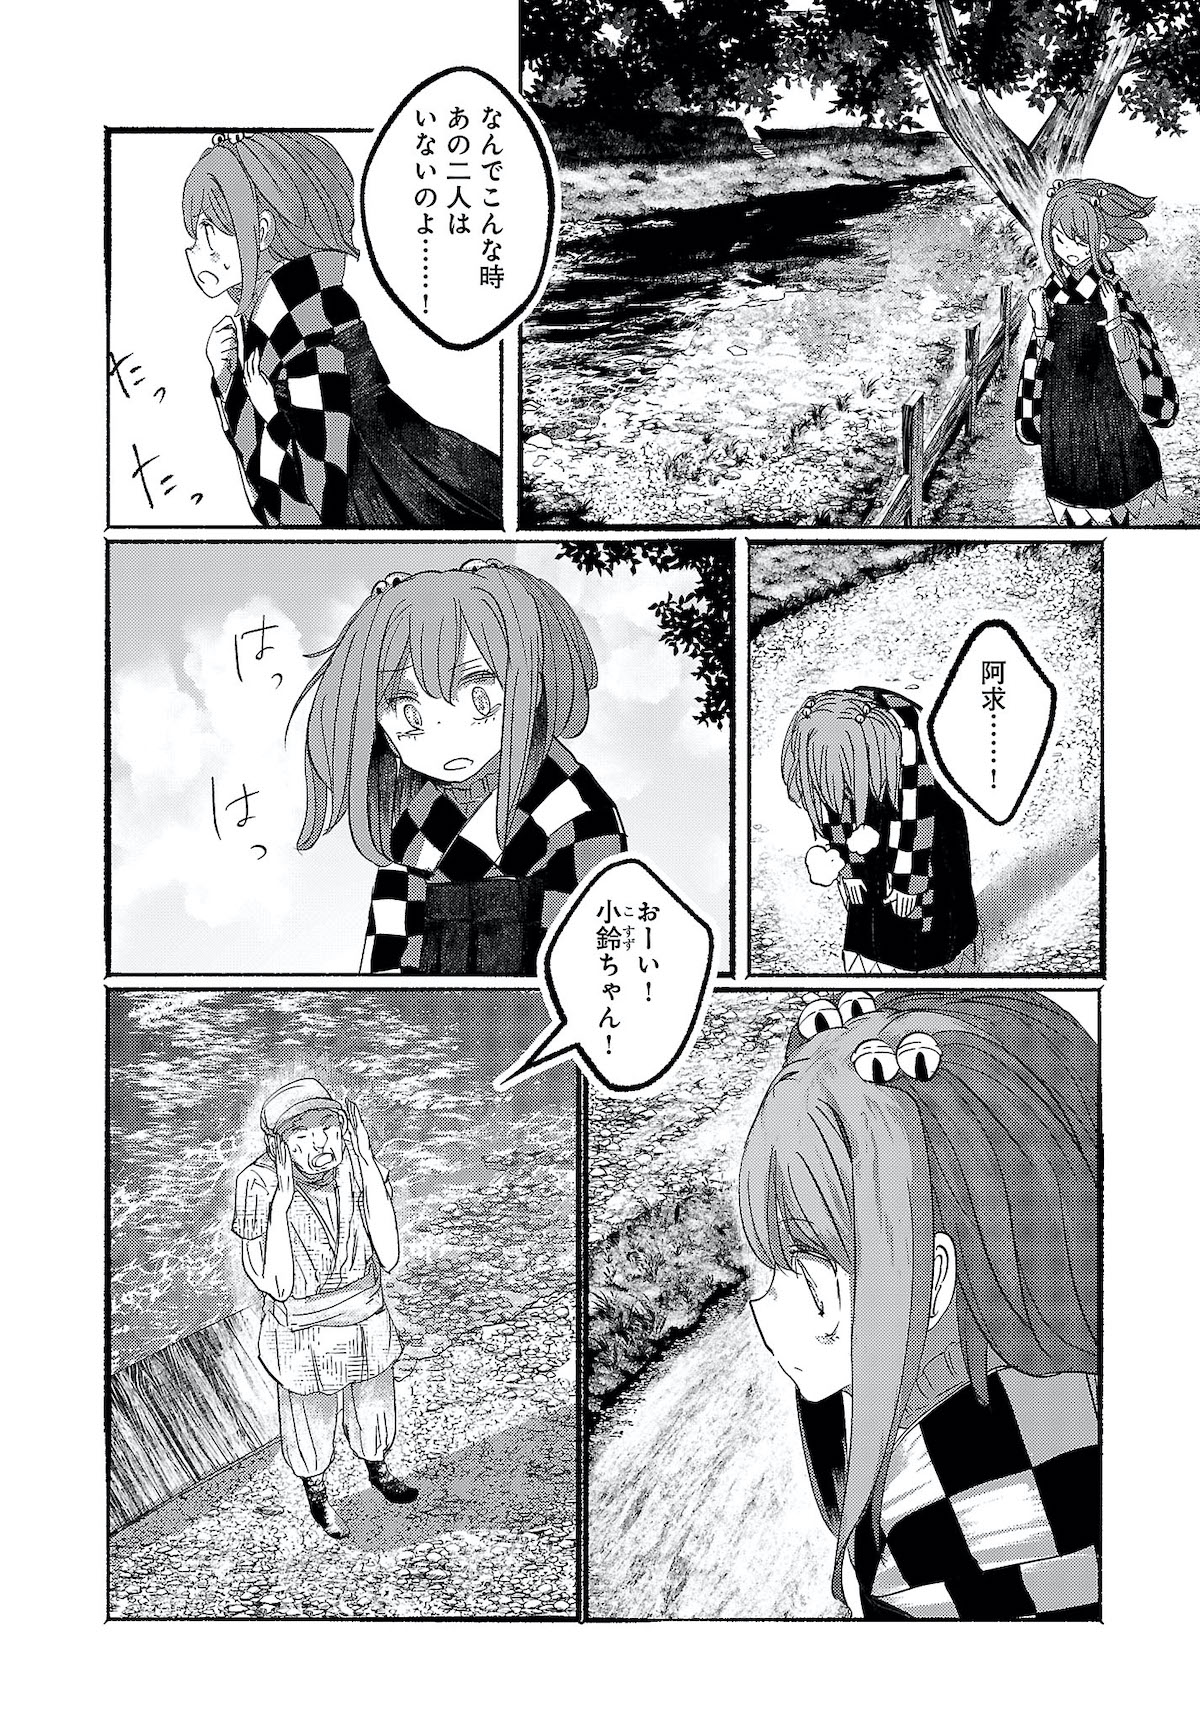 なんでこんな時
あの二人は
いないのよ……!
たっ
たっ
阿求……!
はっ
はっ
おーい!
小鈴ちゃん!
こすず